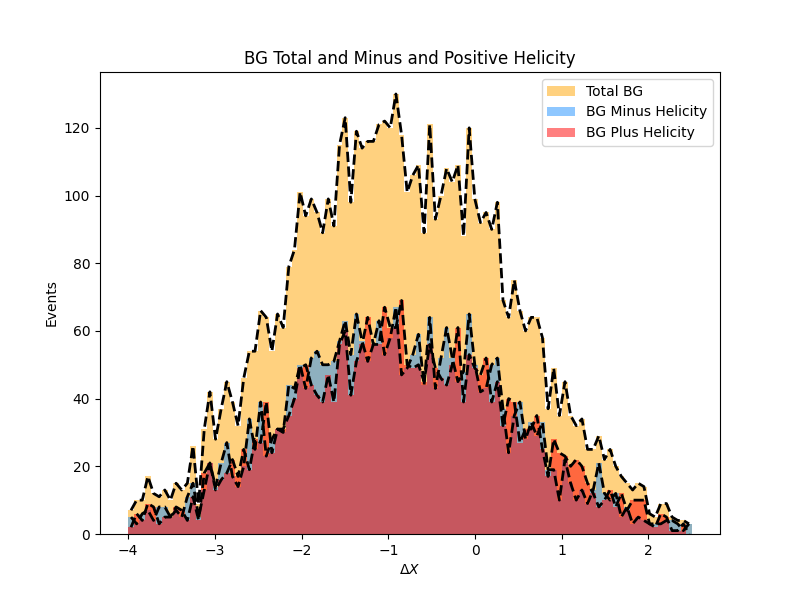 BG Total and Minus and Positive Helicity
Total BG
BG Minus Helicity
BG Plus Helicity
120
100
80
60
40
20
0
Events
−4
−3
−2
−1
0
1
2
ΔX